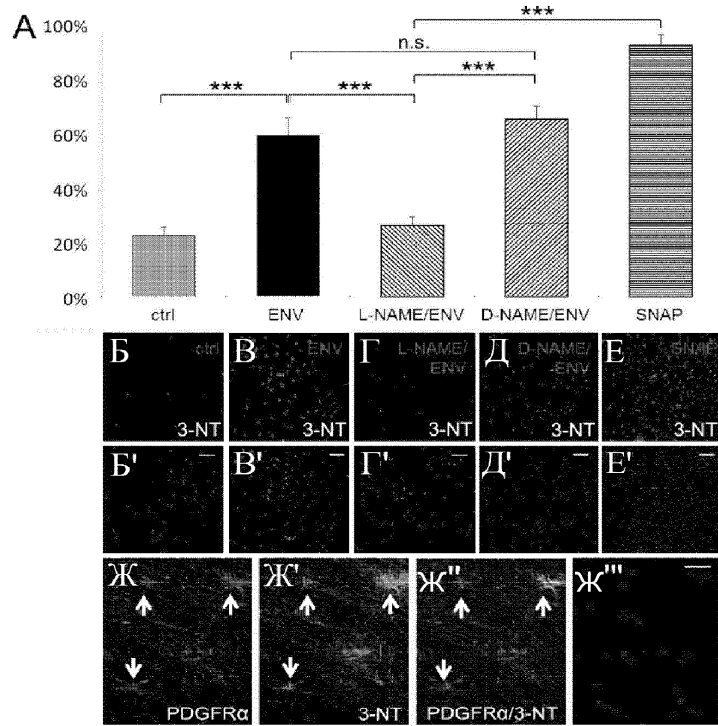 A
100%
80%
60%
40%
20%
0%
***
n.s.
***
***
***
ctrl
ENV
L-NAME/ENV
D-NAME/ENV
SNAP
Б
ctrl
3-NT
В
ENV
3-NT
Г
L-NAME/
ENV
3-NT
Д
D-NAME/
ENV
3-NT
Е
SNAP
3-NT
Б'
В'
Г'
Д'
Е'
Ж
PDGFRα
Ж'
3-NT
Ж''
PDGFRα/3-NT
Ж'''